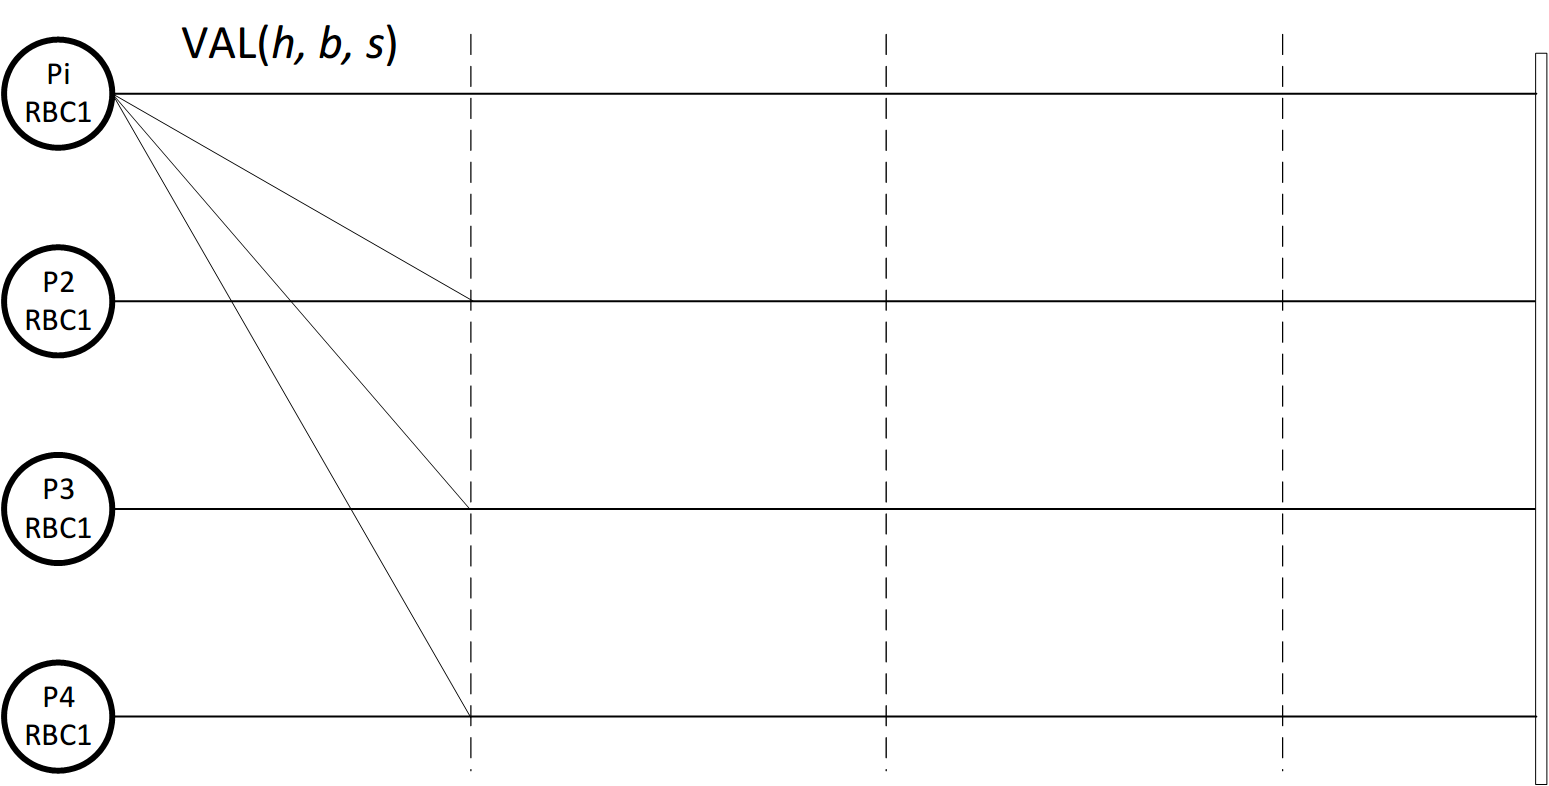 VAL(h, b, s)
Pi
RBC1
P2
RBC1
P3
RBC1
P4
RBC1